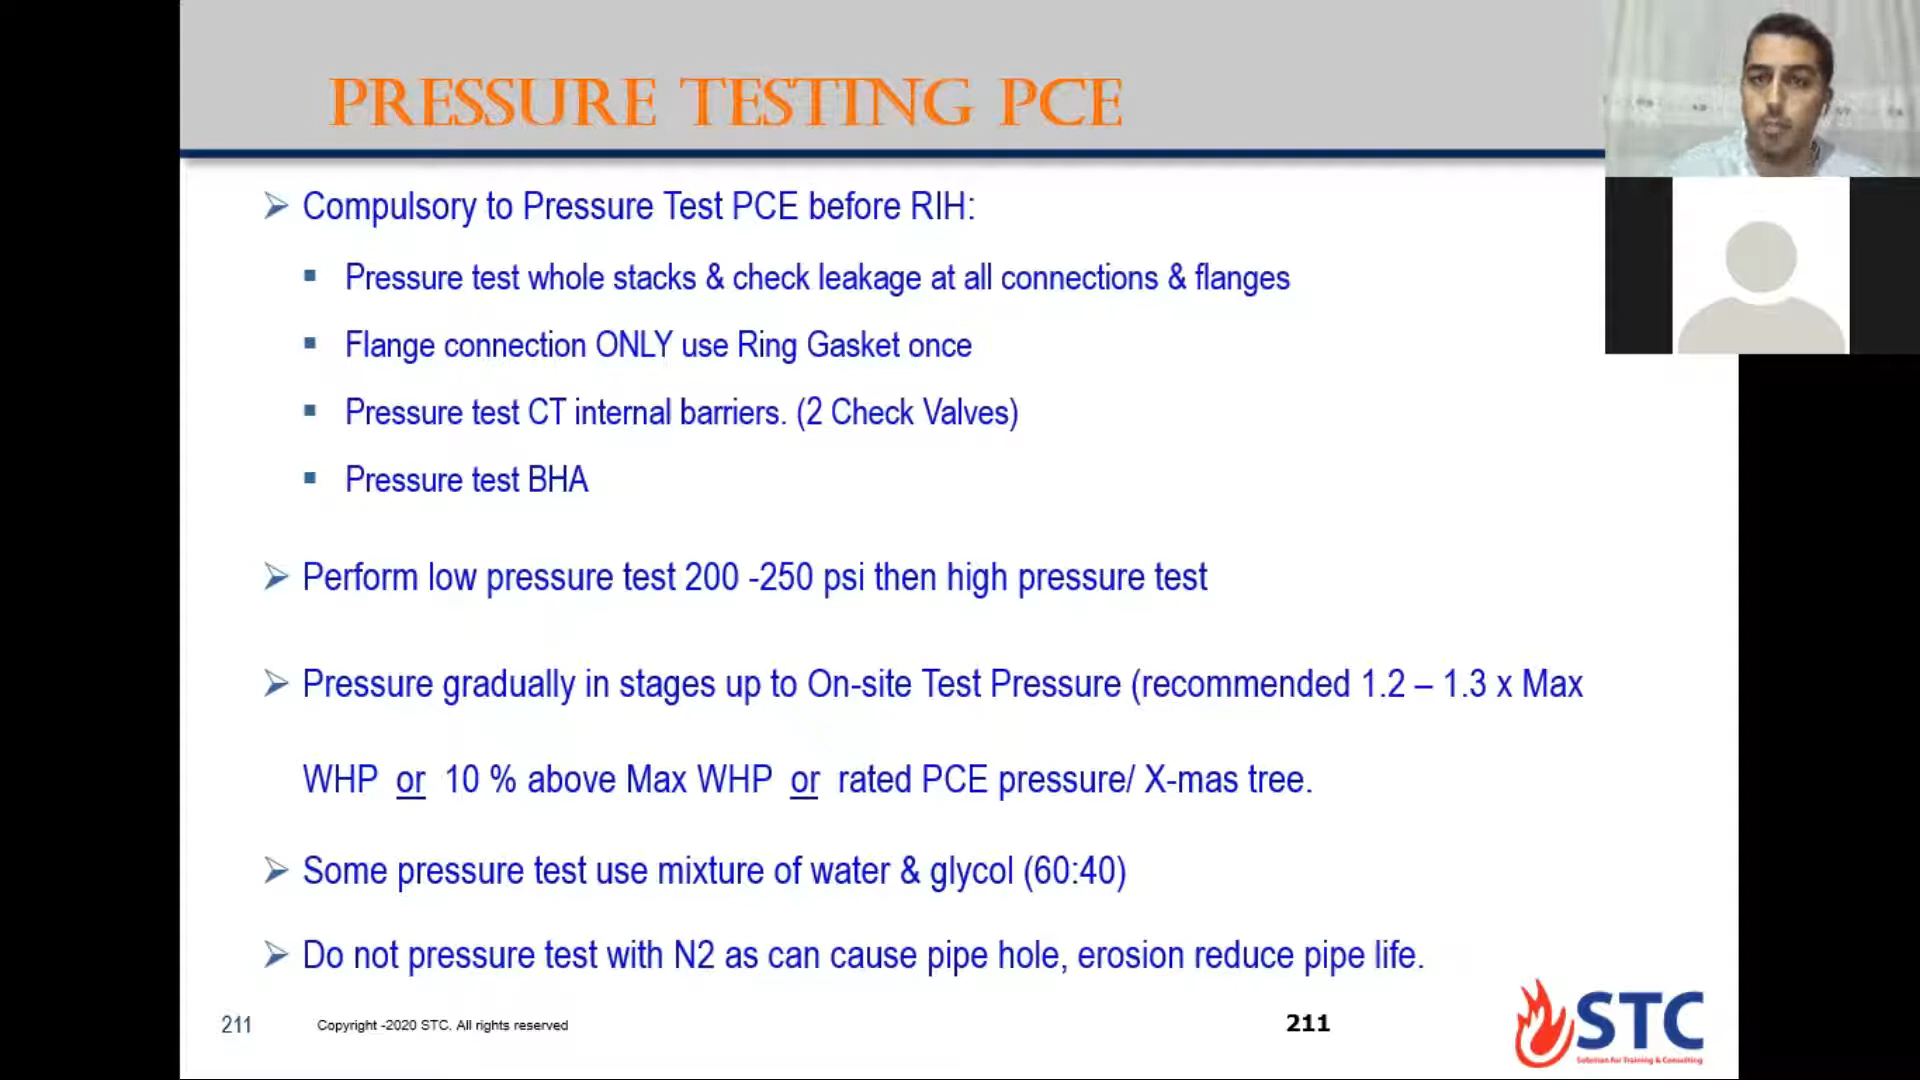 PRESSURE TESTING PCE
Compulsory to Pressure Test PCE before RIH:
Pressure test whole stacks & check leakage at all connections & flanges
Flange connection ONLY use Ring Gasket once
Pressure test CT internal barriers. (2 Check Valves)
Pressure test BHA
Perform low pressure test 200 -250 psi then high pressure test
Pressure gradually in stages up to On-site Test Pressure (recommended 1.2 – 1.3 x Max
WHP or 10 % above Max WHP or rated PCE pressure/ X-mas tree.
Some pressure test use mixture of water & glycol (60:40)
Do not pressure test with N2 as can cause pipe hole, erosion reduce pipe life.
211
Copyright -2020 STC. All rights reserved
211
STC
Solution for Training & Consulting